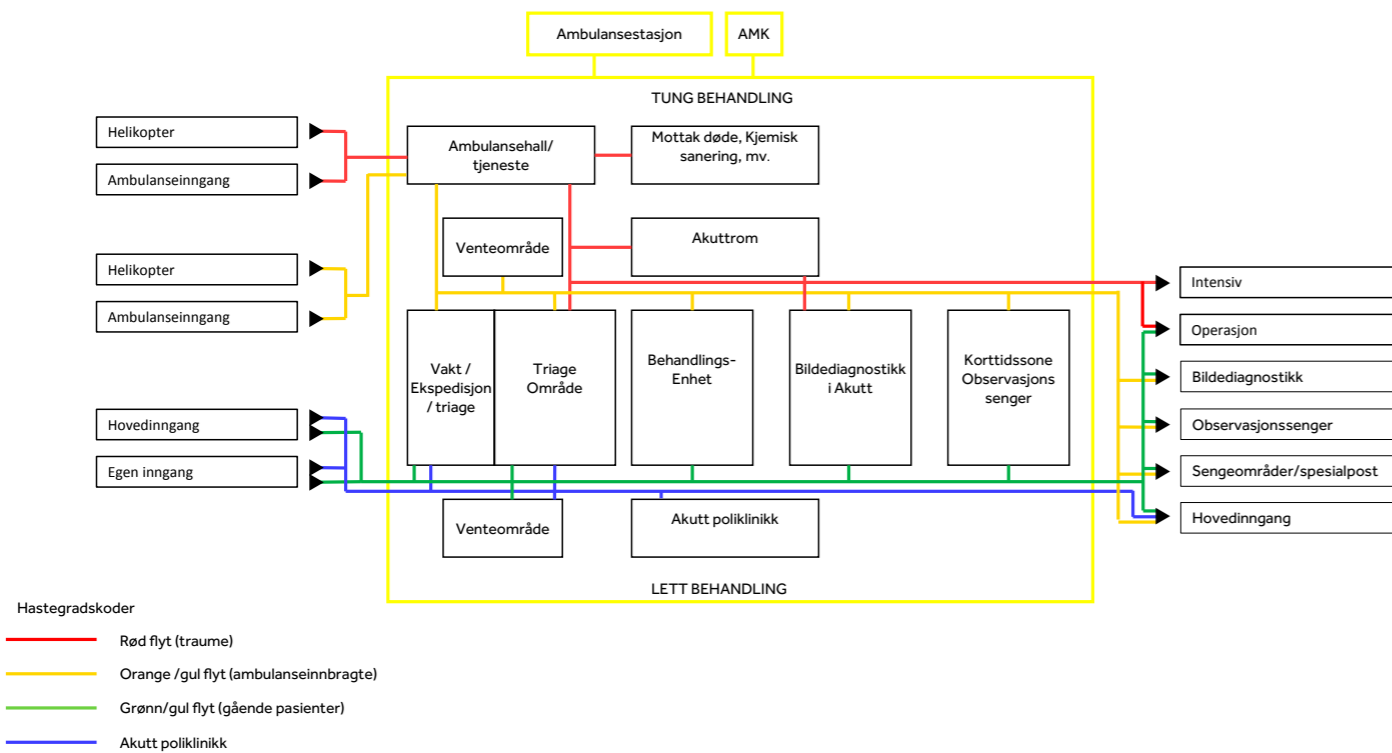 Ambulansestasjon
AMK
TUNG BEHANDLING
Helikopter
Ambulanseinngang
Ambulansehall/
tjeneste
Mottak døde, Kjemisk
sanering, mv.
Venteområde
Akuttrom
Helikopter
Ambulanseinngang
Intensiv
Operasjon
Bildediagnostikk
Observasjonssenger
Sengeområder/spesialpost
Hovedinngang
Vakt /
Ekspedisjon
/ triage
Triage
Område
Behandlings-
Enhet
Bildediagnostikk
i Akutt
Korttidssone
Observasjons
senger
Hovedinngang
Egen inngang
Venteområde
Akutt poliklinikk
LETT BEHANDLING
Hastegradskoder
Rød flyt (traume)
Orange /gul flyt (ambulanseinnbragte)
Grønn/gul flyt (gående pasienter)
Akutt poliklinikk